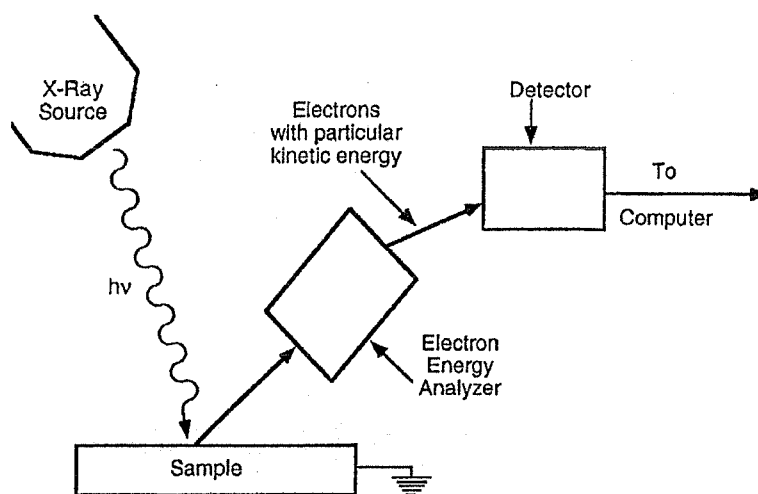 X-Ray
Source
Electrons
with particular
kinetic energy
Detector
To
Computer
hν
Electron
Energy
Analyzer
Sample